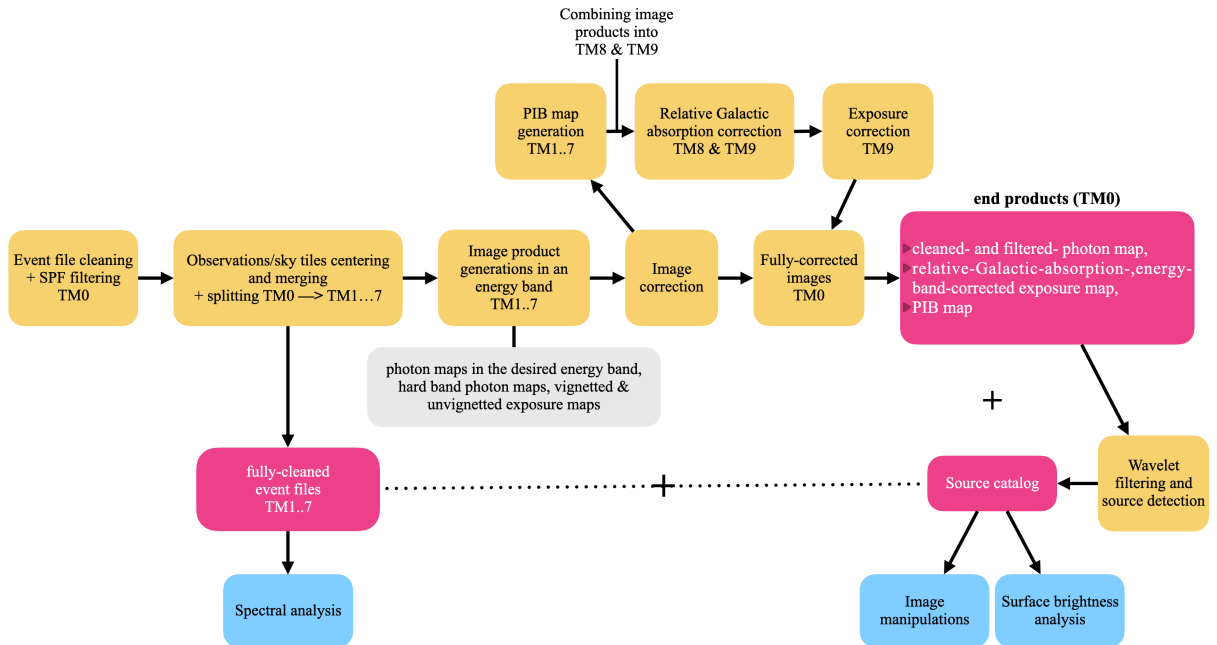 Combining image
products into
TM8 & TM9
PIB map
generation
TM1..7
Relative Galactic
absorption correction
TM8 & TM9
Exposure
correction
TM9
end products (TM0)
Event file cleaning
+ SPF filtering
TM0
Observations/sky tiles centering
and merging
+ splitting TM0 —> TM1…7
Image product
generations in an
energy band
TM1..7
Image
correction
Fully-corrected
images
TM0
cleaned- and filtered- photon map,
relative-Galactic-absorption-,energy-
band-corrected exposure map,
PIB map
photon maps in the desired energy band,
hard band photon maps, vignetted &
unvignetted exposure maps
+
fully-cleaned
event files
TM1..7
+
Source catalog
Wavelet
filtering and
source detection
Spectral analysis
Image
manipulations
Surface brightness
analysis